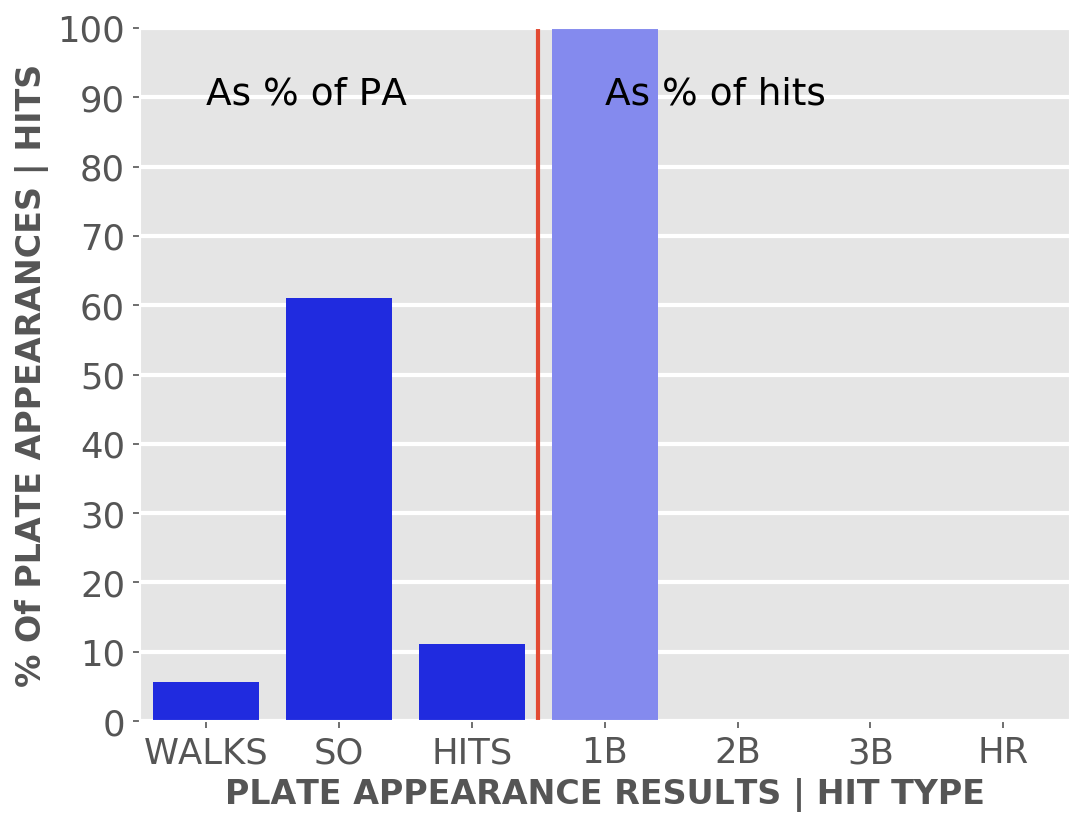 100
90
80
70
60
50
40
30
20
10
0
% Of PLATE APPEARANCES | HITS
As % of PA
As % of hits
WALKS SO HITS 1B 2B 3B HR
PLATE APPEARANCE RESULTS | HIT TYPE